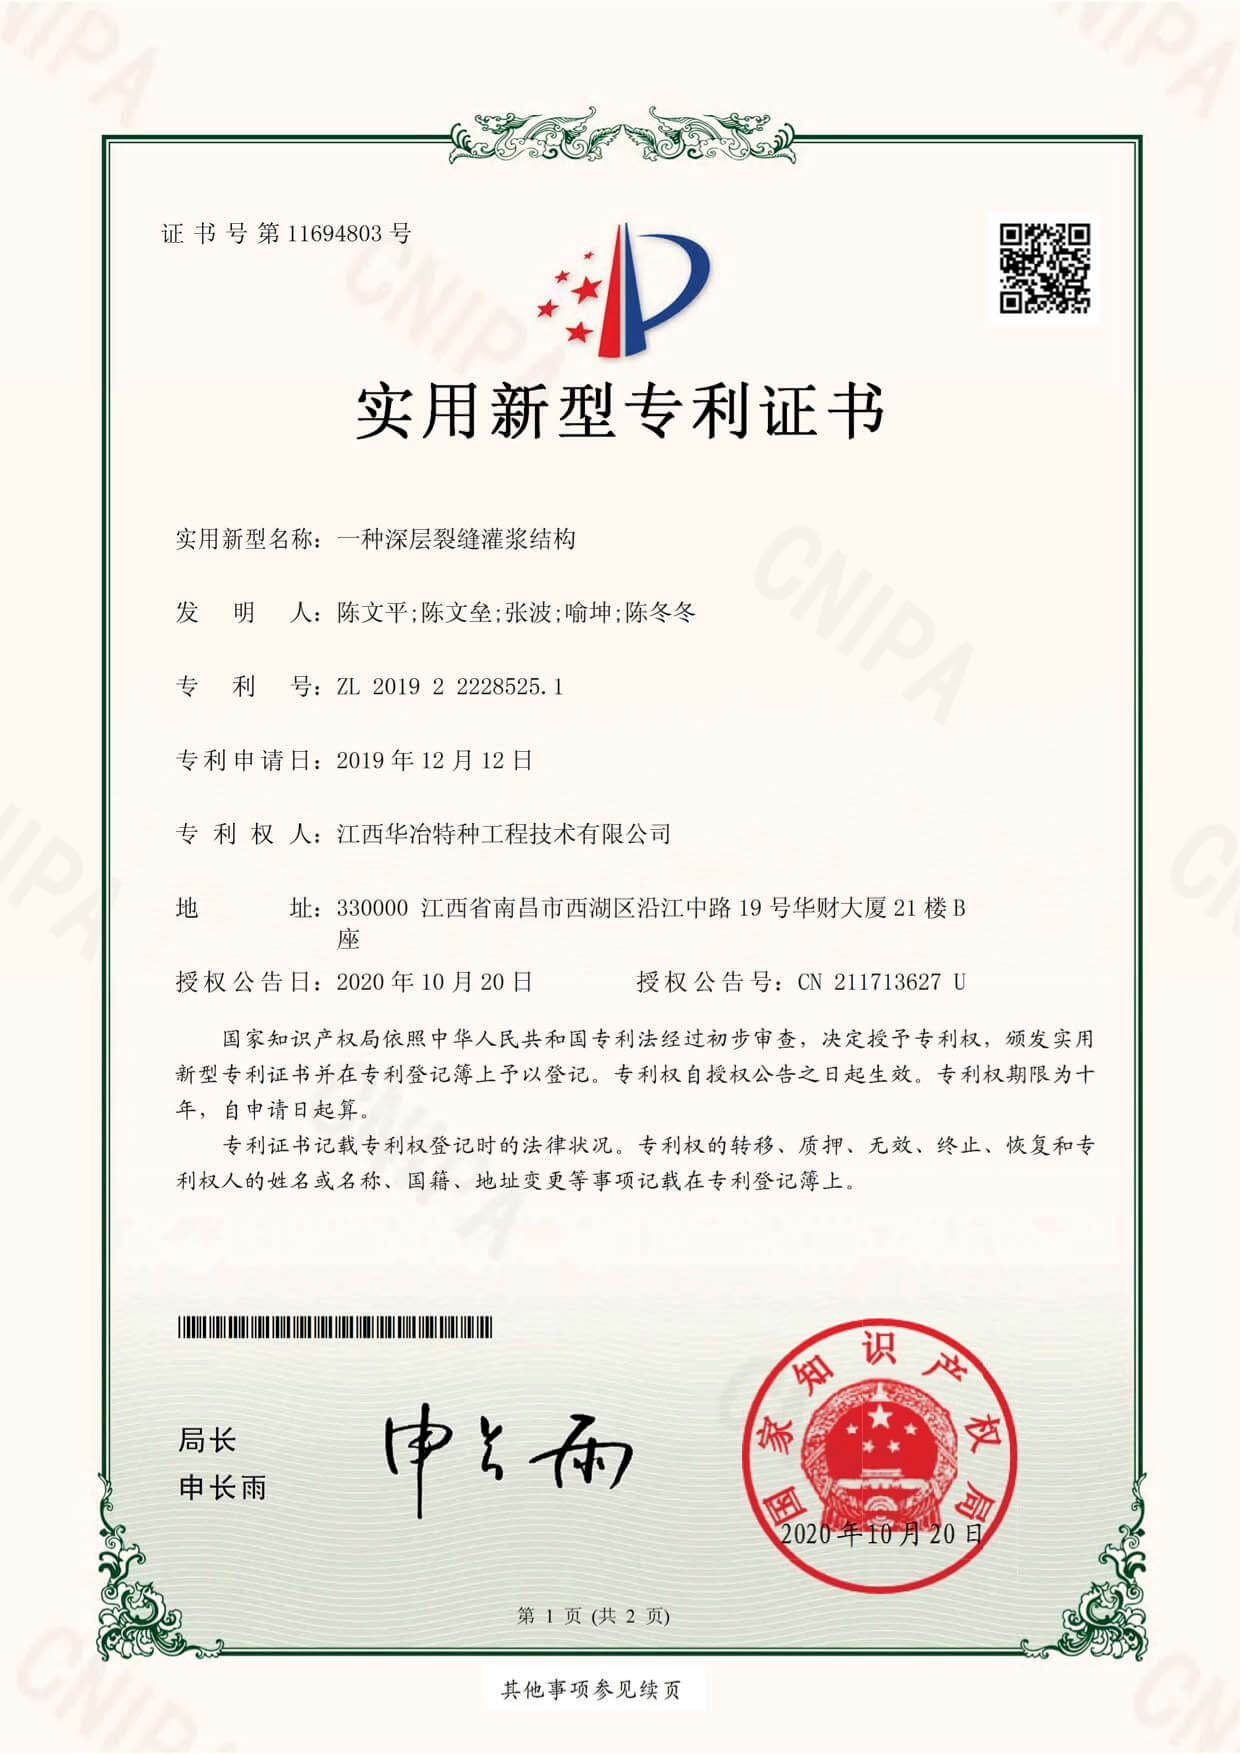 证书号第11694803号
实用新型专利证书
实用新型名称：一种深层裂缝灌浆结构
发明人：陈文平;陈文垒;张波;喻坤;陈冬冬
专利号：ZL 2019 2 2228525.1
专利申请日：2019年12月12日
专利权人：江西华冶特种工程技术有限公司
地址：330000 江西省南昌市西湖区沿江中路19号华财大厦21楼B
座
授权公告日：2020年10月20日 授权公告号：CN 211713627 U
国家知识产权局依照中华人民共和国专利法经过初步审查，决定授予专利权，颁发实用
新型专利证书并在专利登记簿上予以登记。专利权自授权公告之日起生效。专利权期限为十
年，自申请日起算。
专利证书记载专利权登记时的法律状况。专利权的转移、质押、无效、终止、恢复和专
利权人的姓名或名称、国籍、地址变更等事项记载在专利登记簿上。
局长
申长雨
申长雨
国家知识产权局
2020年10月20日
第 1 页 (共 2 页)
其他事项参见续页
CNIPA
CNIPA
CNIPA
CNIPA
CNIPA
CNIPA